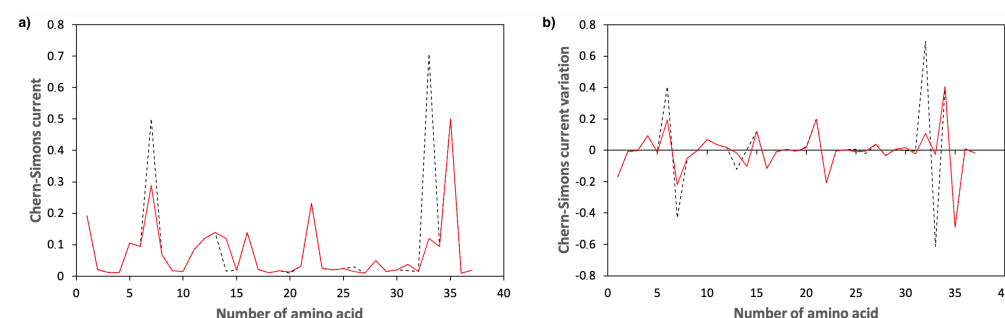 a)
Chern-Simons current
0.8
0.7
0.6
0.5
0.4
0.3
0.2
0.1
0
0 5 10 15 20 25 30 35 40
Number of amino acid
b)
Chern-Simons current variation
0.8
0.6
0.4
0.2
0
-0.2
-0.4
-0.6
-0.8
0 5 10 15 20 25 30 35 4
Number of amino acid